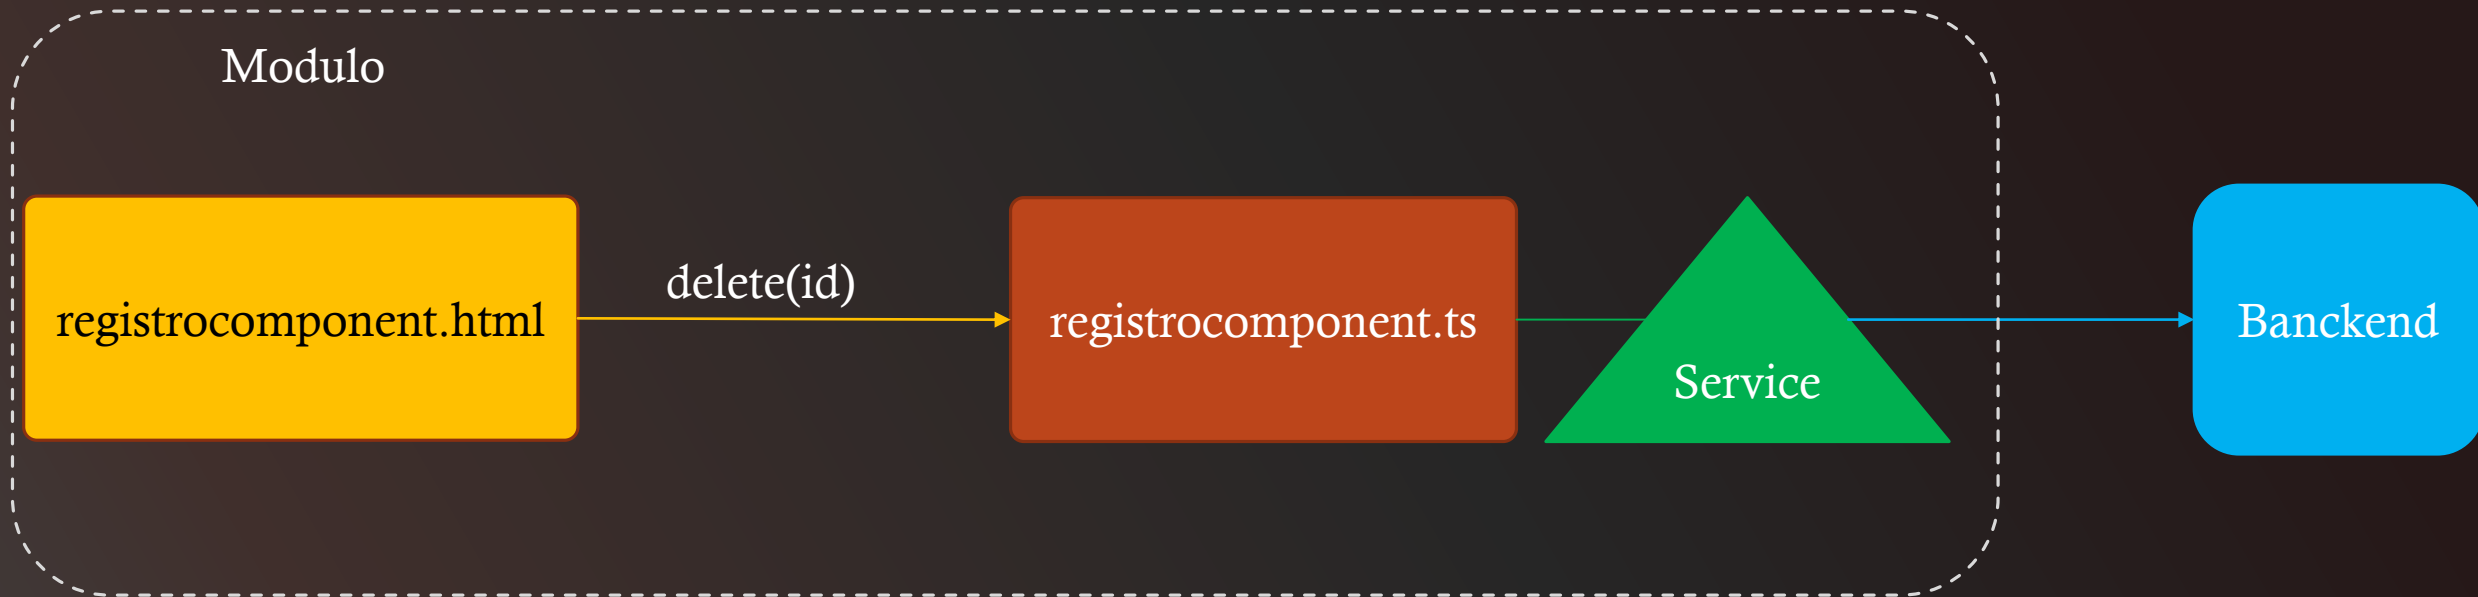 Modulo
registrocomponent.html
delete(id)
registrocomponent.ts
Service
Banckend